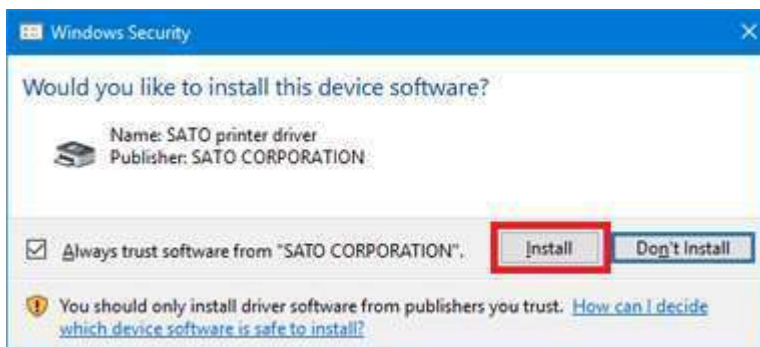 Windows Security
Would you like to install this device software?
Name: SATO printer driver
Publisher: SATO CORPORATION
Always trust software from "SATO CORPORATION".
Install
Don't Install
You should only install driver software from publishers you trust. How can I decide
which device software is safe to install?